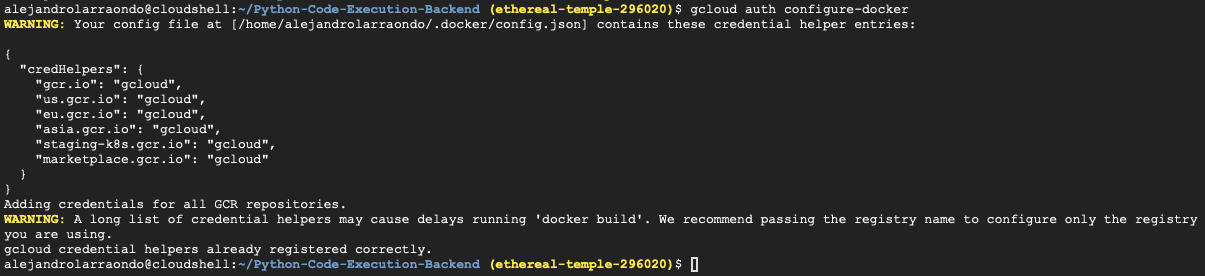 alejandrolarraondo@cloudshell:~/Python-Code-Execution-Backend (ethereal-temple-296020)$ gcloud auth configure-docker
WARNING: Your config file at [/home/alejandrolarraondo/.docker/config.json] contains these credential helper entries:

{
  "credHelpers": {
    "gcr.io": "gcloud",
    "us.gcr.io": "gcloud",
    "eu.gcr.io": "gcloud",
    "asia.gcr.io": "gcloud",
    "staging-k8s.gcr.io": "gcloud",
    "marketplace.gcr.io": "gcloud"
  }
}
Adding credentials for all GCR repositories.
WARNING: A long list of credential helpers may cause delays running 'docker build'. We recommend passing the registry name to configure only the registry
you are using.
gcloud credential helpers already registered correctly.
alejandrolarraondo@cloudshell:~/Python-Code-Execution-Backend (ethereal-temple-296020)$